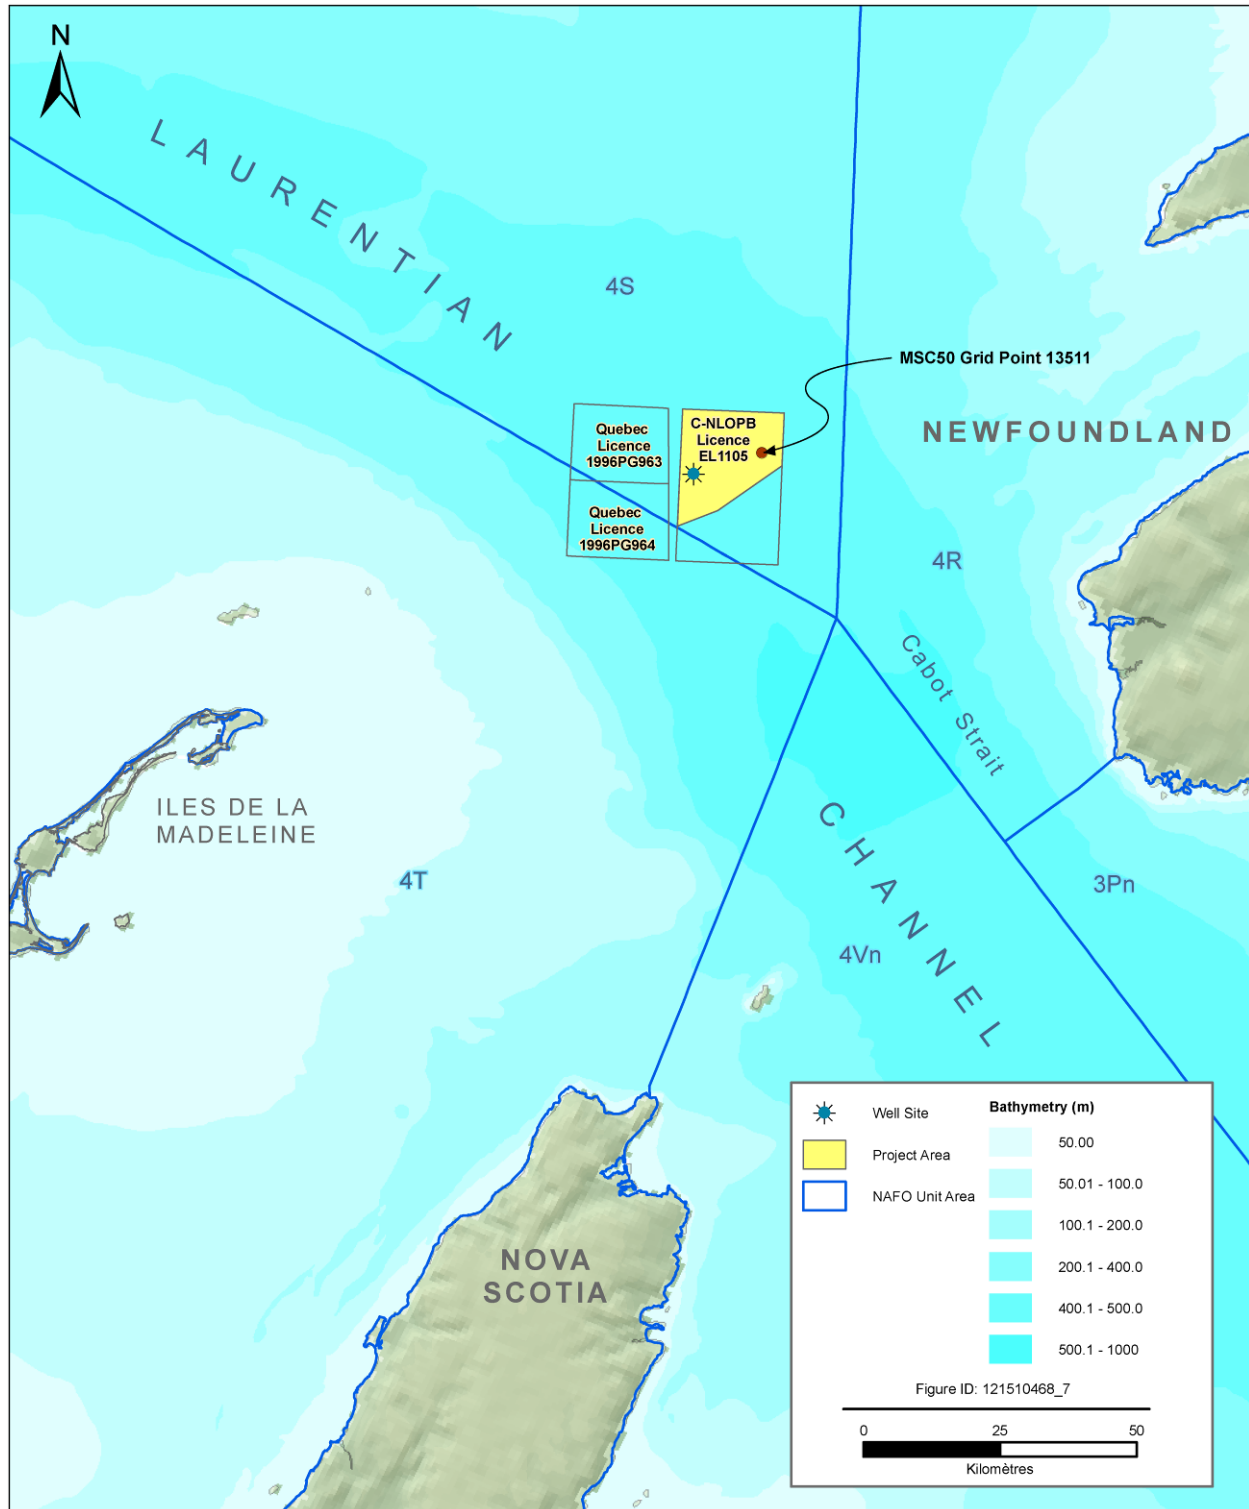 N
LAURENTIAN
4S
MSC50 Grid Point 13511
Quebec
Licence
1996PG963
C-NLOPB
Licence
EL1105
NEWFOUNDLAND
Quebec
Licence
1996PG964
4R
Cabot Strait
ILES DE LA
MADELEINE
CHANNEL
4T
3Pn
4Vn
NOVA
SCOTIA
Well Site
Project Area
NAFO Unit Area
Bathymetry (m)
50.00
50.01 - 100.0
100.1 - 200.0
200.1 - 400.0
400.1 - 500.0
500.1 - 1000
Figure ID: 121510468_7
0 25 50
Kilomètres